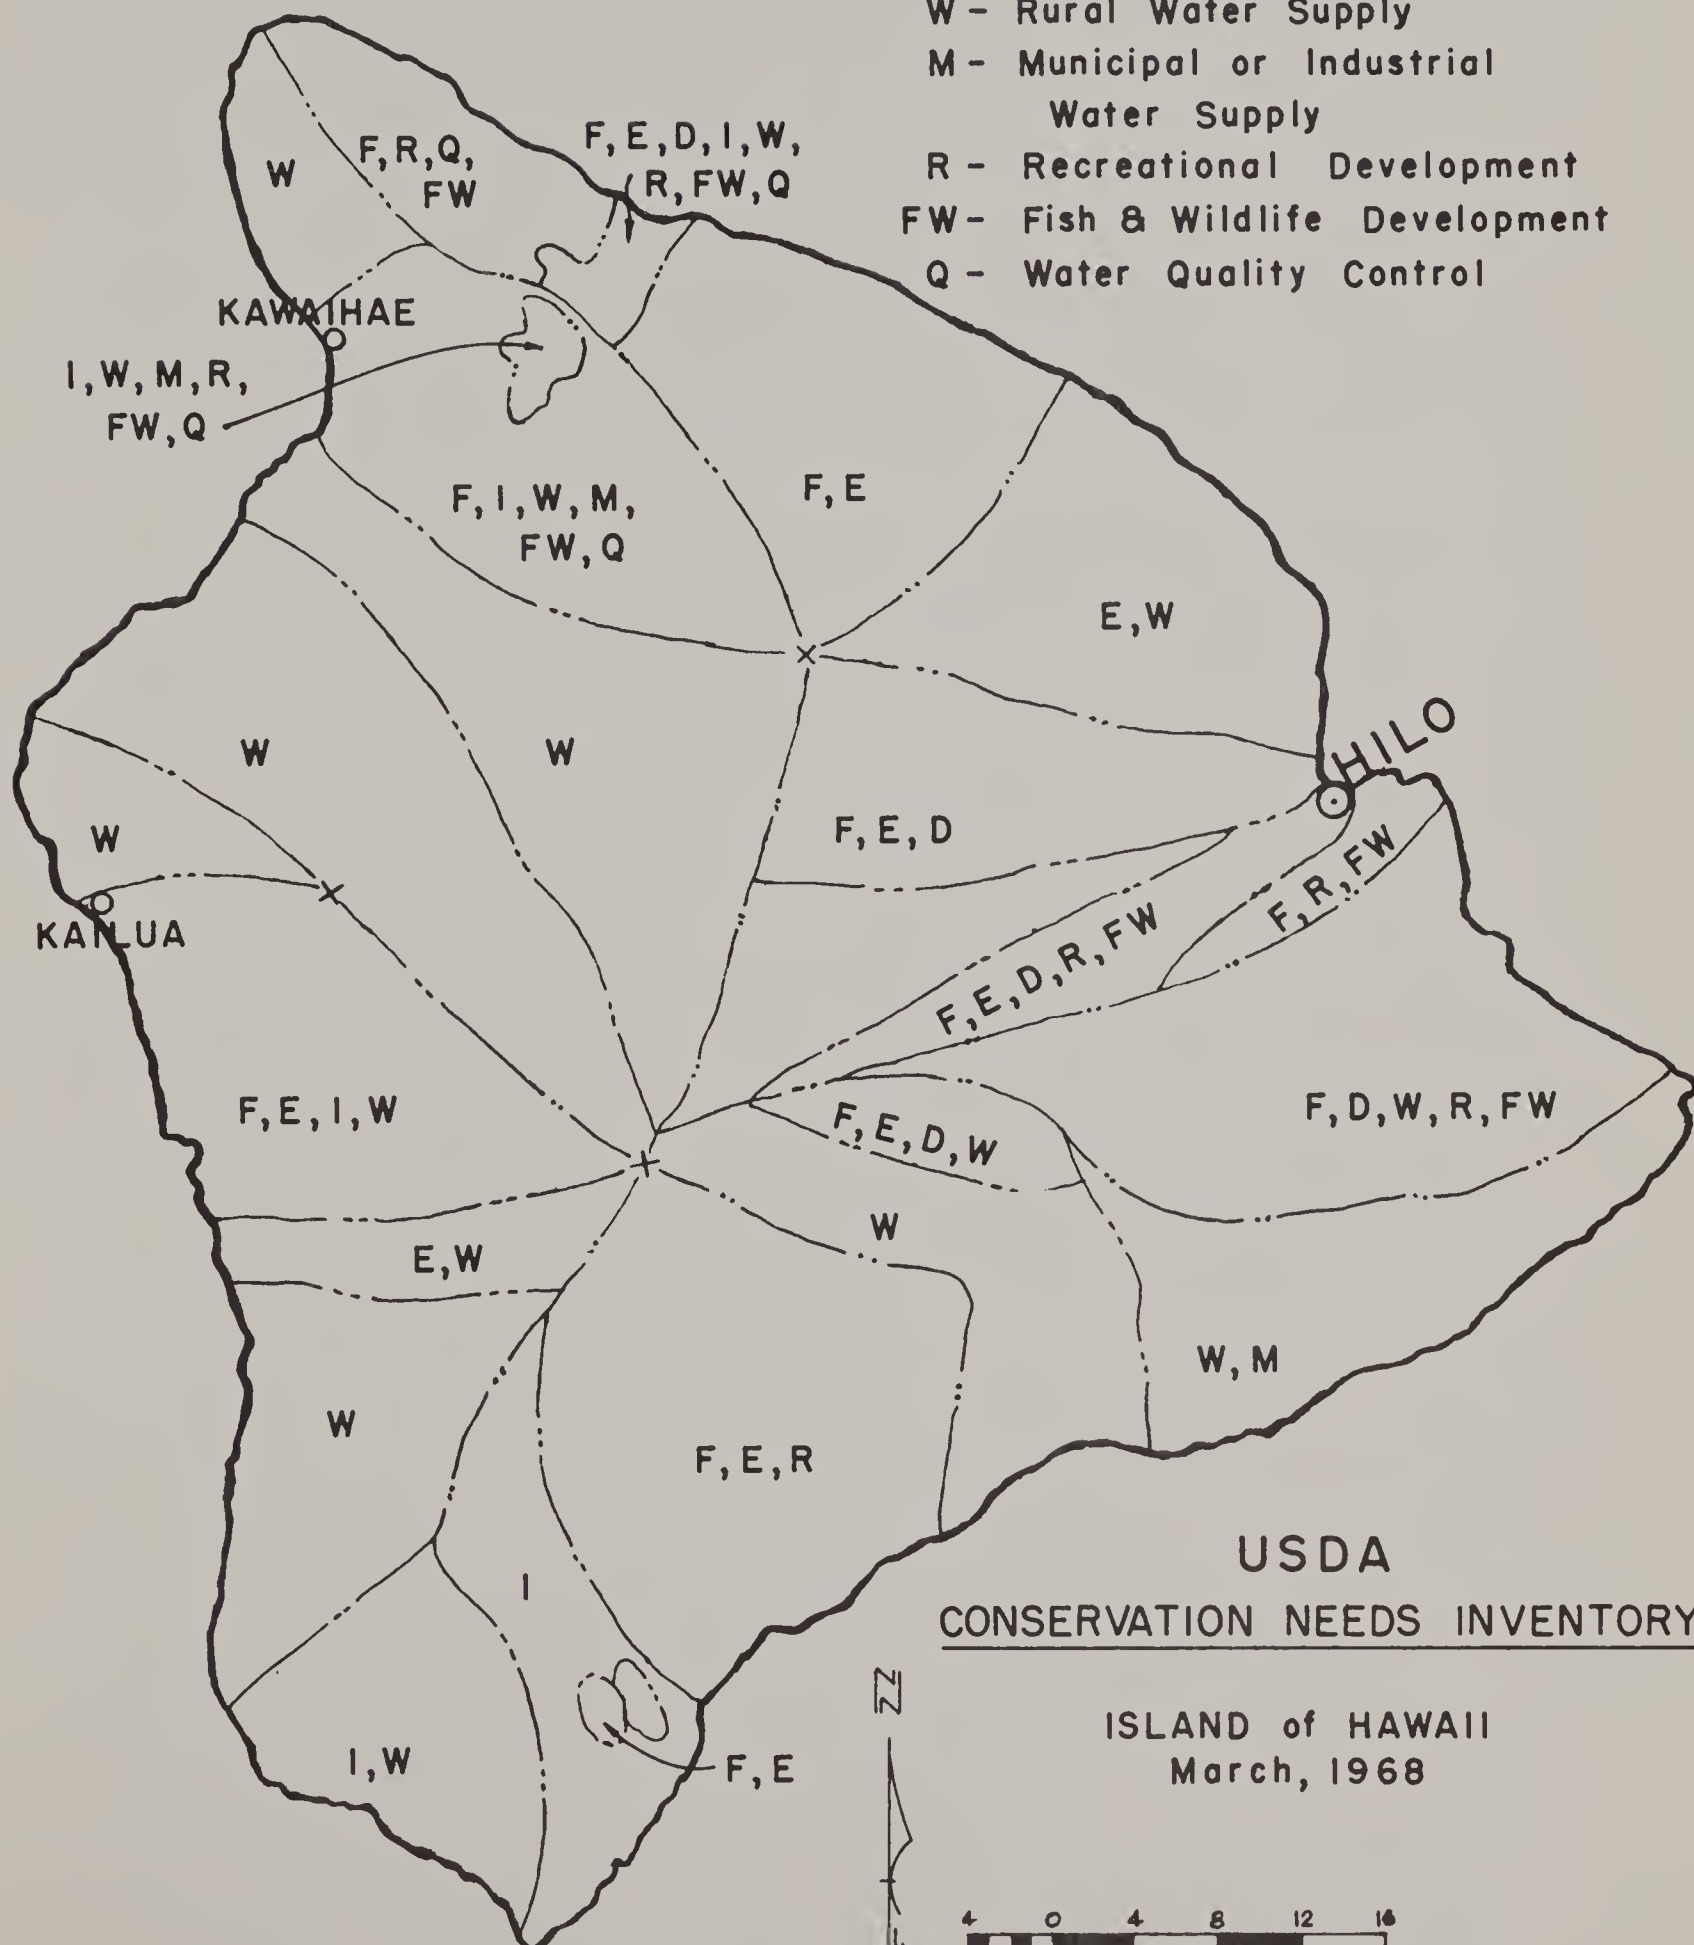 W - Rural Water Supply
M - Municipal or Industrial
Water Supply
R - Recreational Development
FW - Fish & Wildlife Development
Q - Water Quality Control
W
F, R, Q,
FW
F, E, D, I, W,
R, FW, Q
KAWAIHAE
I, W, M, R,
FW, Q
F, I, W, M,
FW, Q
F, E
E, W
HILO
W
W
W
F, E, D
KAILUA
F, R, FW
F, E, D, R, FW
F, E, I, W
F, E, D, W
F, D, W, R, FW
W
E, W
W, M
W
F, E, R
I
I, W
F, E
USDA
CONSERVATION NEEDS INVENTORY
ISLAND of HAWAII
March, 1968
N
4 0 4 8 12 16